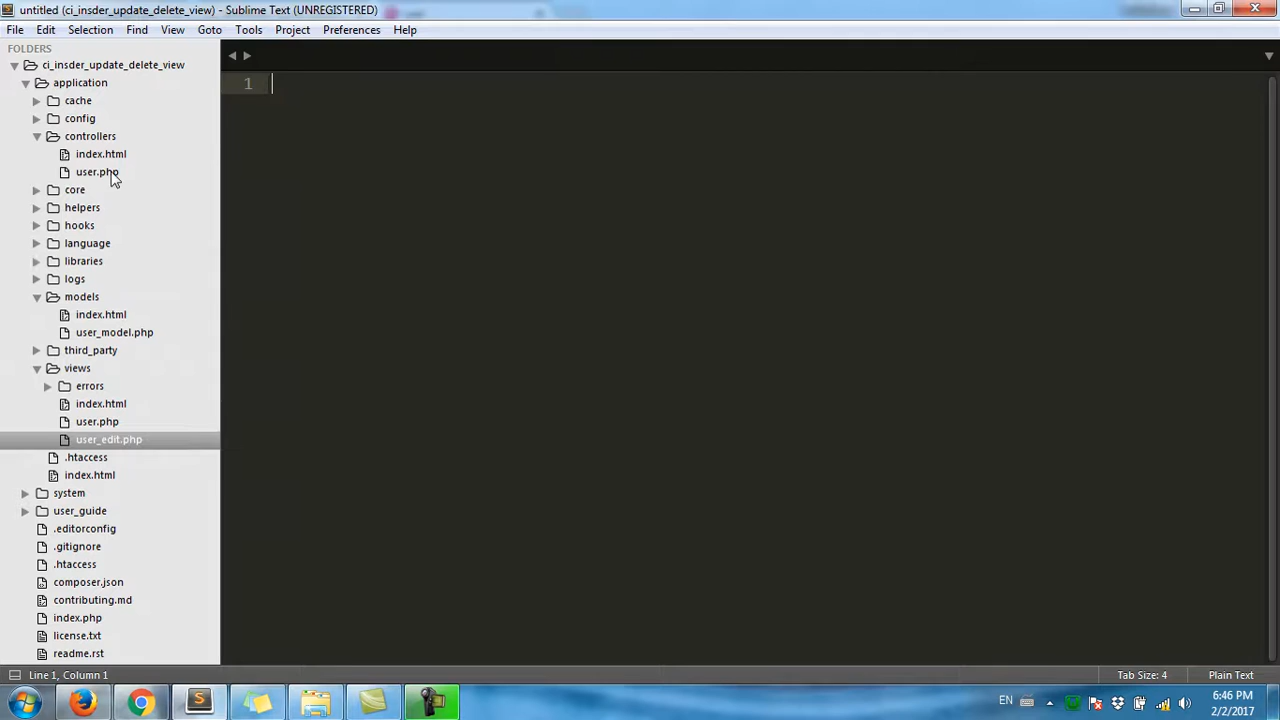 untitled (ci_insder_update_delete_view) - Sublime Text (UNREGISTERED)
File Edit Selection Find View Goto Tools Project Preferences Help
FOLDERS
ci_insder_update_delete_view
application
1
cache
config
controllers
index.html
user.php
core
helpers
hooks
language
libraries
logs
models
index.html
user_model.php
third_party
views
errors
index.html
user.php
user_edit.php
.htaccess
index.html
system
user_guide
.editorconfig
.gitignore
.htaccess
composer.json
contributing.md
index.php
license.txt
readme.rst
Line 1, Column 1 Tab Size: 4 Plain Text
EN 6:46 PM
2/2/2017